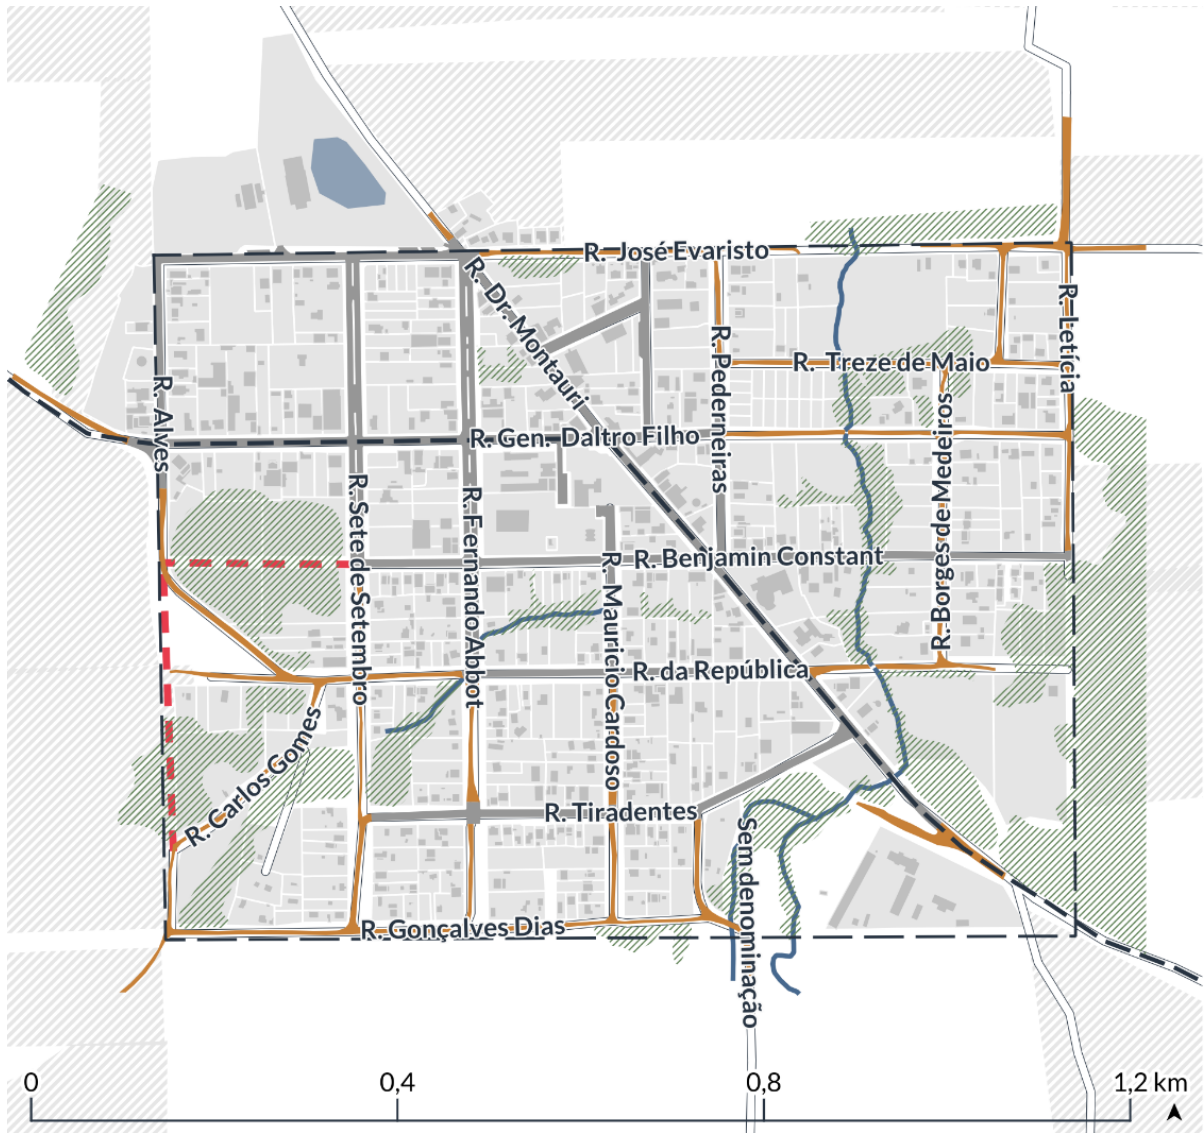 R. José Evaristo
R. Dr. Montauri
R. Letícia
R. Pederneiras
R. Treze de Maio
R. Alves
R. Gen. Daltro Filho
R. Borges de Medeiros
R. Sete de Setembro
R. Fernando Abbot
R. Benjamin Constant
R. Mauricio Cardoso
R. da República
R. Carlos Gomes
R. Tiradentes
Sem denominação
R. Gonçalves Dias
0
0,4
0,8
1,2 km